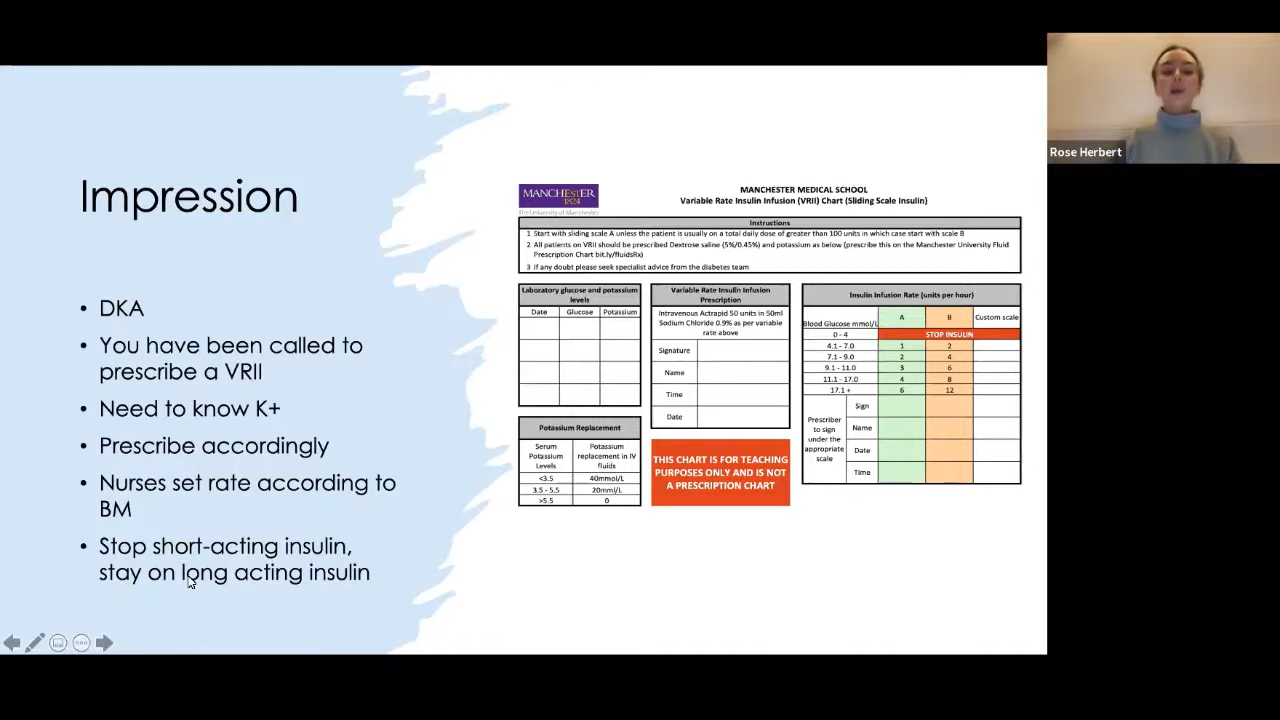 Rose Herbert
Impression
• DKA
• You have been called to
prescribe a VRII
• Need to know K+
• Prescribe accordingly
• Nurses set rate according to
BM
• Stop short-acting insulin,
stay on long acting insulin
MANCHESTER
1824
The University of Manchester
MANCHESTER MEDICAL SCHOOL
Variable Rate Insulin Infusion (VRII) Chart (Sliding Scale Insulin)
Instructions
1 Start with sliding scale A unless the patient is usually on a total daily dose of greater than 100 units in which case start with scale B
2 All patients on VRII should be prescribed Dextrose saline (5%/0.45%) and potassium as below (prescribe this on the Manchester University Fluid
Prescription Chart bit.ly/fluidsRx)
3 If any doubt please seek specialist advice from the diabetes team
Laboratory glucose and potassium
levels
Date Glucose Potassium
Potassium Replacement
Serum
Potassium
Levels
Potassium
replacement in IV
fluids
<3.5 40mmol/L
3.5 - 5.5 20mml/L
>5.5 0
Variable Rate Insulin Infusion
Prescription
Intravenous Actrapid 50 units in 50ml
Sodium Chloride 0.9% as per variable
rate above
Signature
Name
Time
Date
THIS CHART IS FOR TEACHING
PURPOSES ONLY AND IS NOT
A PRESCRIPTION CHART
Insulin Infusion Rate (units per hour)
Blood Glucose mmol/L A B Custom scale
0 - 4 STOP INSULIN
4.1 - 7.0 1 2
7.1 - 9.0 2 4
9.1 - 11.0 3 6
11.1 - 17.0 4 8
17.1 + 6 12
Prescriber
to sign
under the
appropriate
scale
Sign
Name
Date
Time